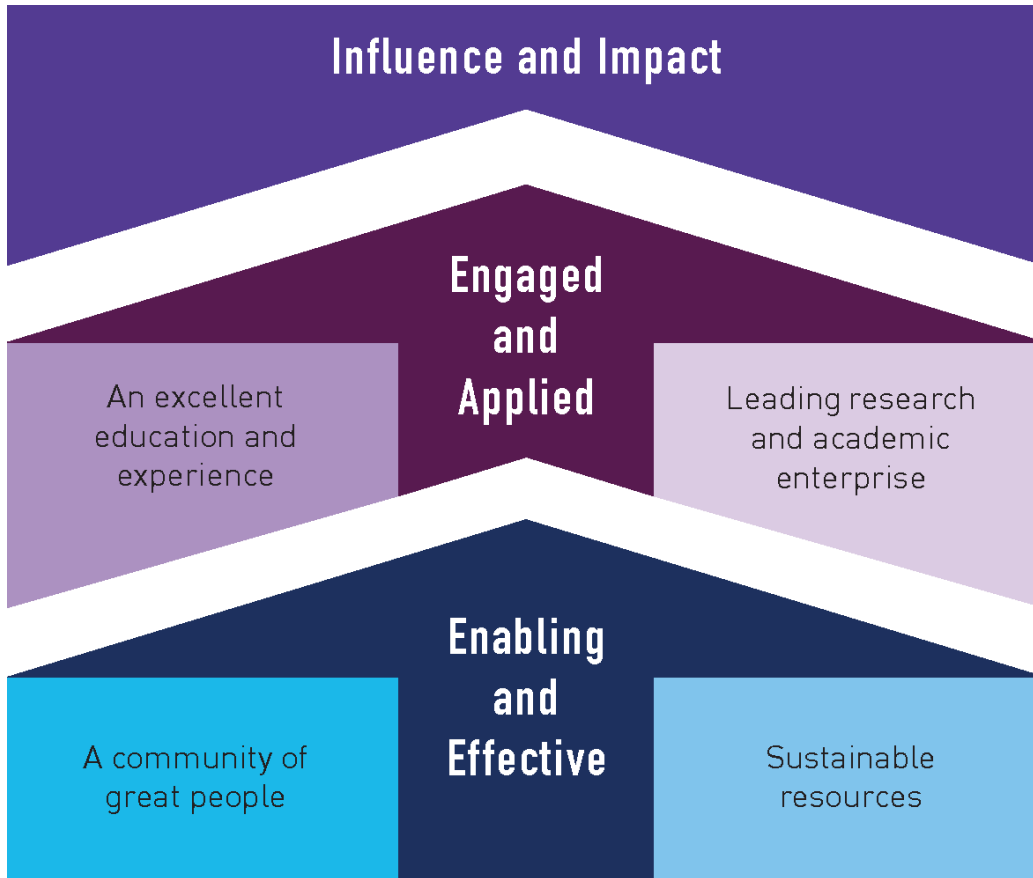 Influence and Impact
Engaged
and
Applied
An excellent
education and
experience
Leading research
and academic
enterprise
Enabling
and
Effective
A community of
great people
Sustainable
resources